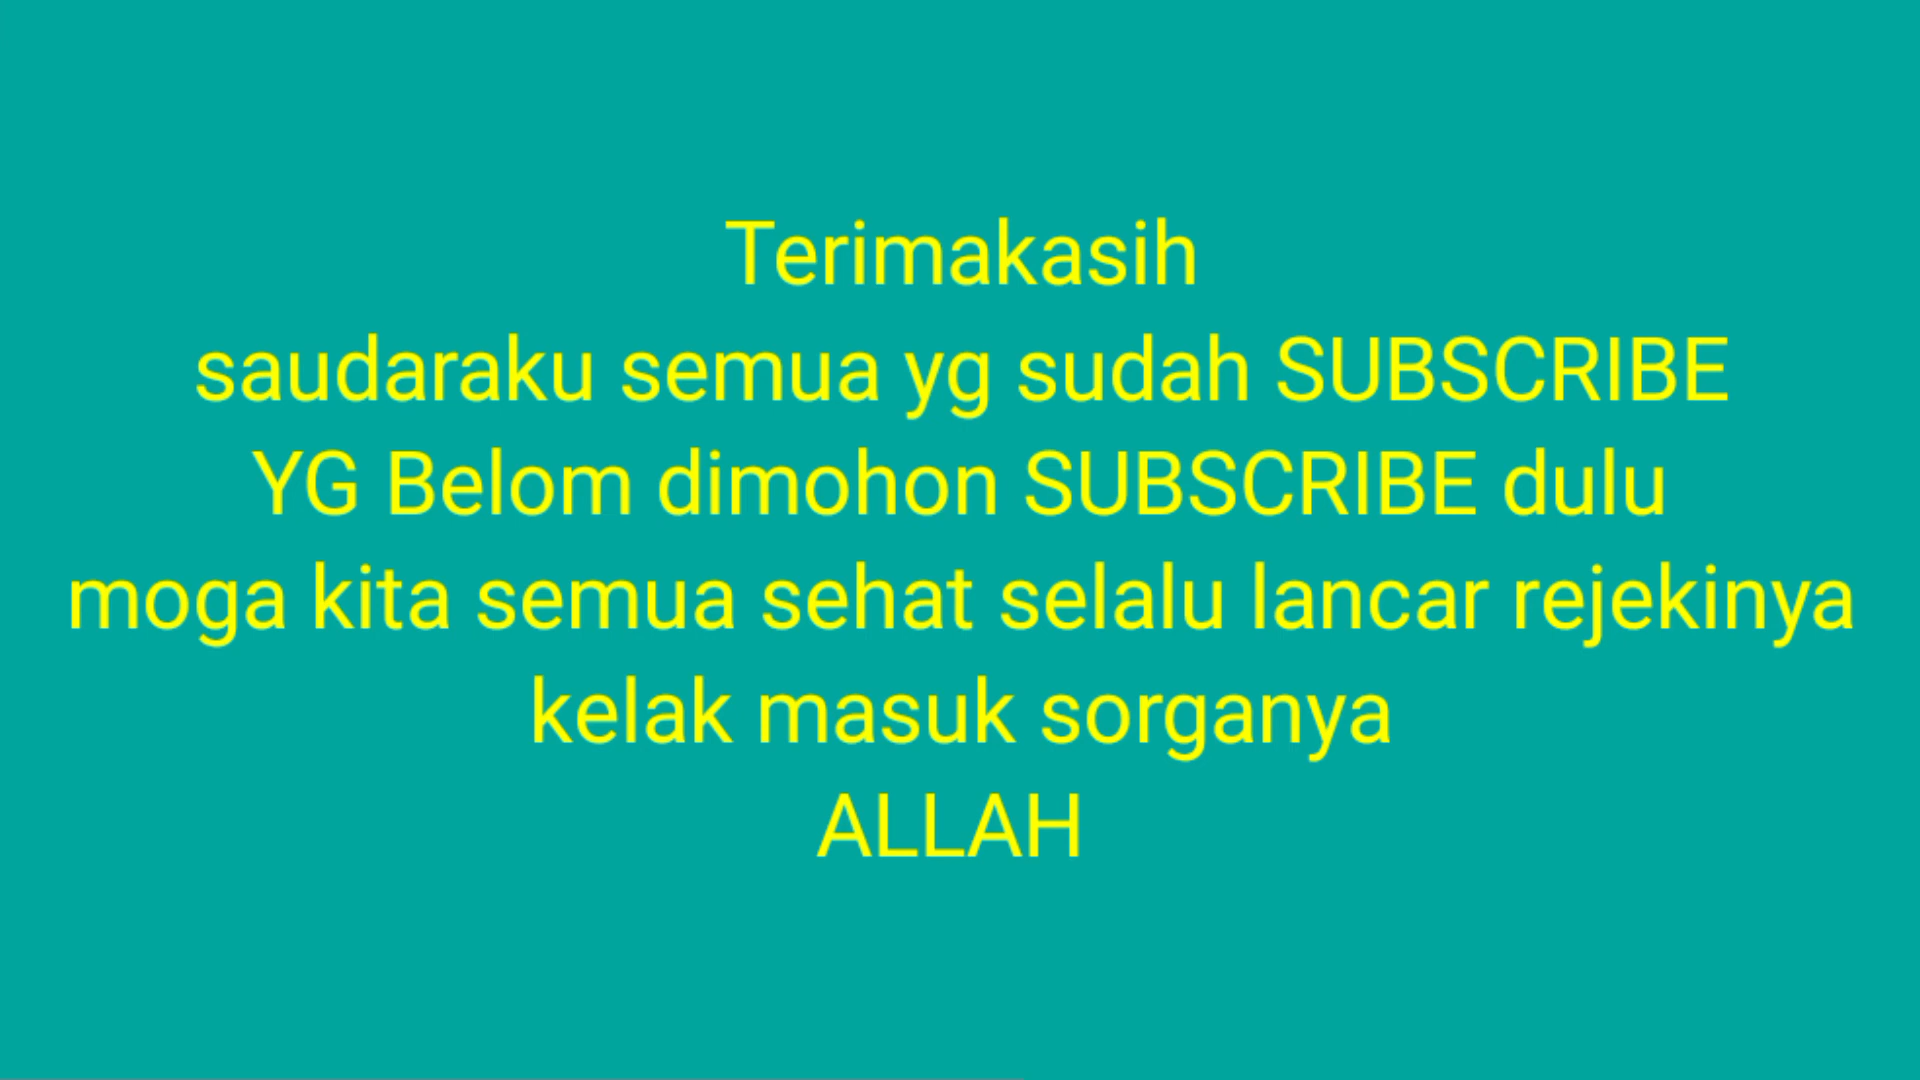 Terimakasih
saudaraku semua yg sudah SUBSCRIBE
YG Belom dimohon SUBSCRIBE dulu
moga kita semua sehat selalu lancar rejekinya
kelak masuk sorganya
ALLAH